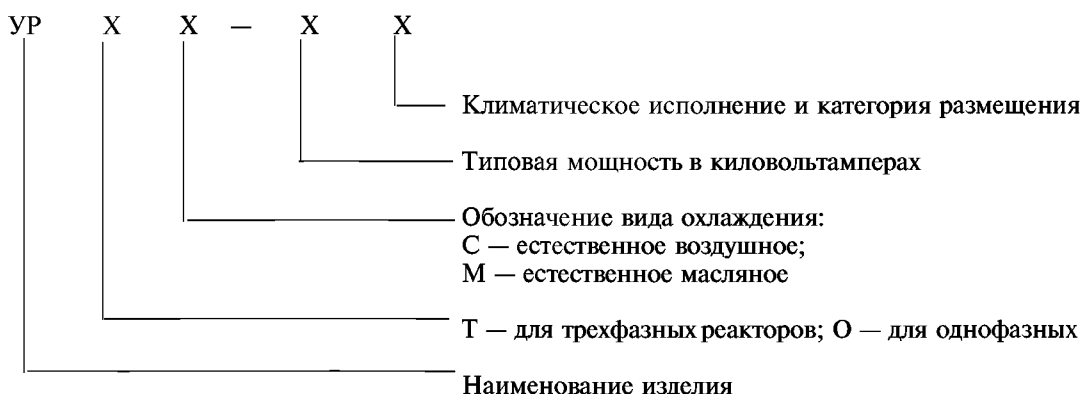 УР Х Х — Х Х
Климатическое исполнение и категория размещения
Типовая мощность в киловольтамперах
Обозначение вида охлаждения:
С — естественное воздушное;
М — естественное масляное
Т — для трехфазных реакторов; О — для однофазных
Наименование изделия